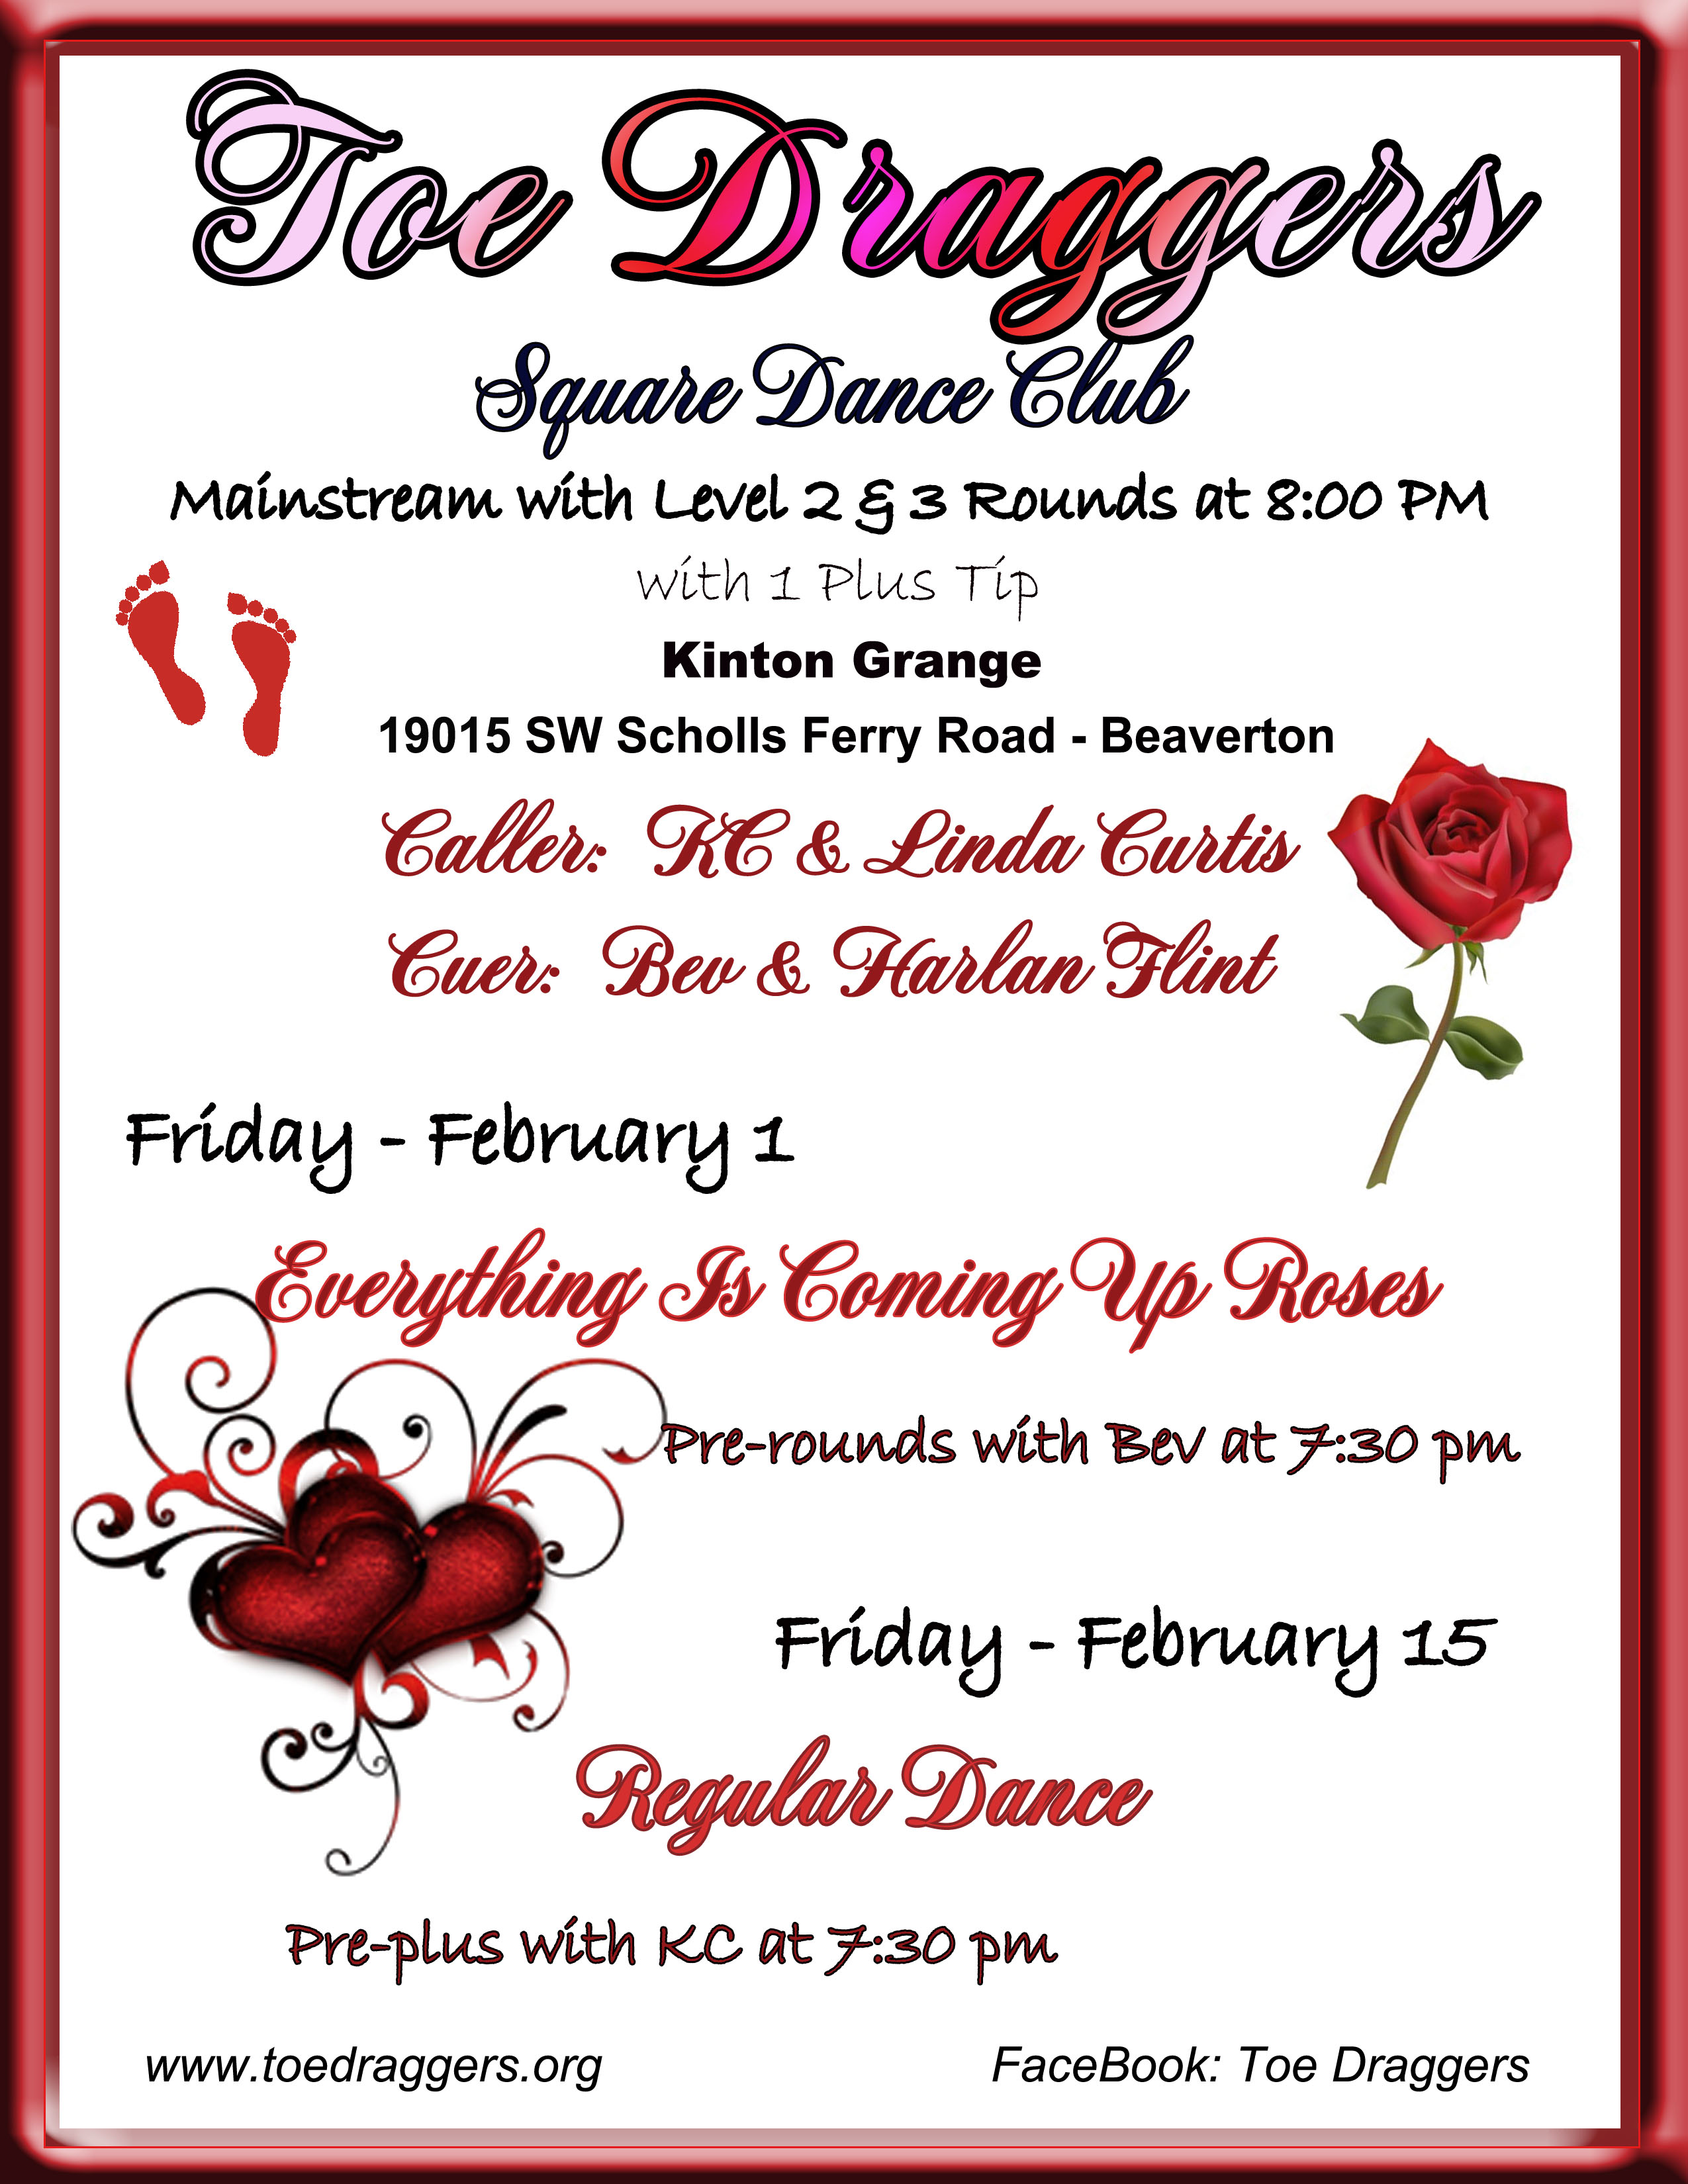 Toe Draggers
Square Dance Club
Mainstream with Level 2 & 3 Rounds at 8:00 PM
with 1 Plus Tip
Kinton Grange
19015 SW Scholls Ferry Road - Beaverton
Caller: KC & Linda Curtis
Cuer: Bev & Harlan Flint
Friday - February 1
Everything Is Coming Up Roses
Pre-rounds with Bev at 7:30 pm
Friday - February 15
Regular Dance
Pre-plus with KC at 7:30 pm
www.toedraggers.org
FaceBook: Toe Draggers